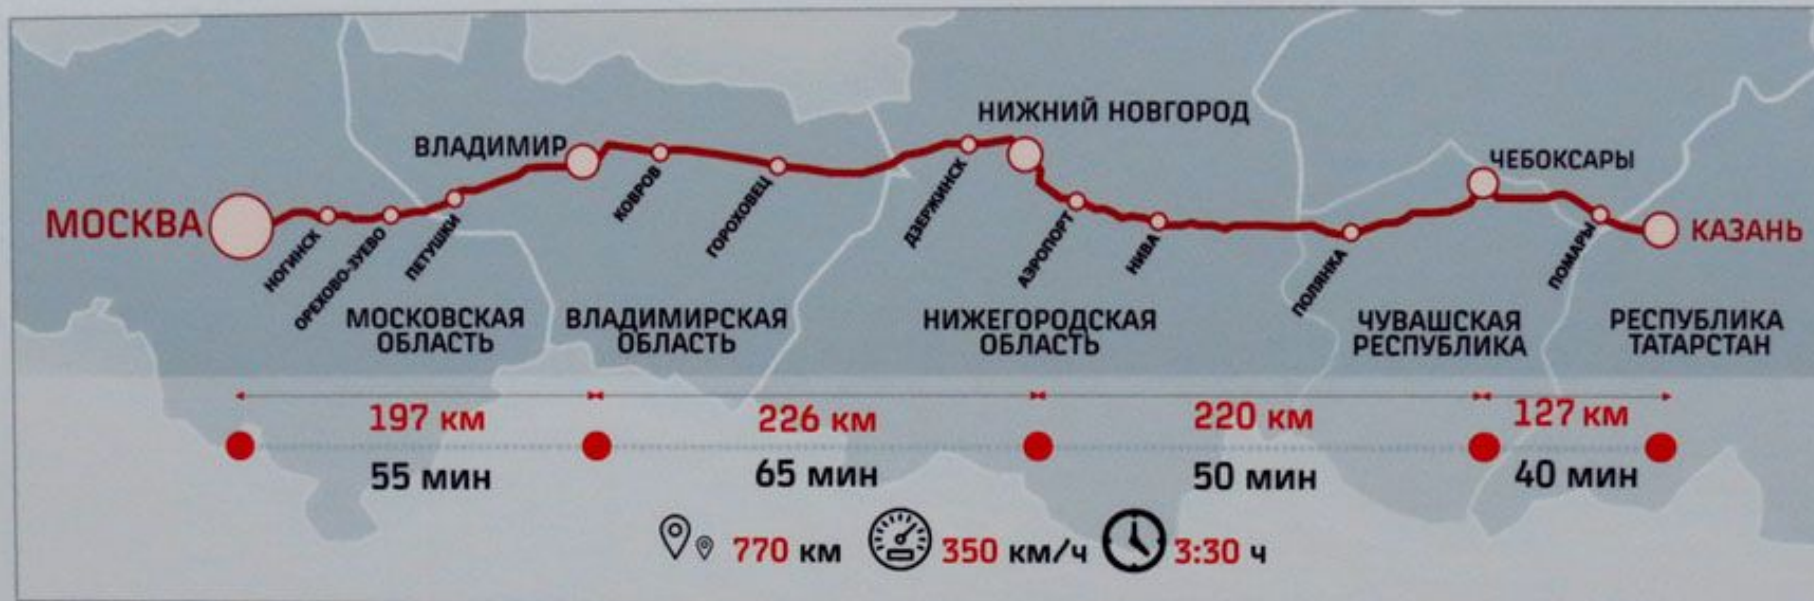 НИЖНИЙ НОВГОРОД
ВЛАДИМИР
ЧЕБОКСАРЫ
МОСКВА
НОГИНСК
ОРЕХОВО-ЗУЕВО
ПЕТУШКИ
КОВРОВ
ГОРОХОВЕЦ
ДЗЕРЖИНСК
АЭРОПОРТ
НИВА
ПОЛЯНКА
ПОМАРЫ
КАЗАНЬ
МОСКОВСКАЯ
ОБЛАСТЬ
ВЛАДИМИРСКАЯ
ОБЛАСТЬ
НИЖЕГОРОДСКАЯ
ОБЛАСТЬ
ЧУВАШСКАЯ
РЕСПУБЛИКА
РЕСПУБЛИКА
ТАТАРСТАН
197 км
226 км
220 км
127 км
55 мин
65 мин
50 мин
40 мин
770 км
350 км/ч
3:30 ч